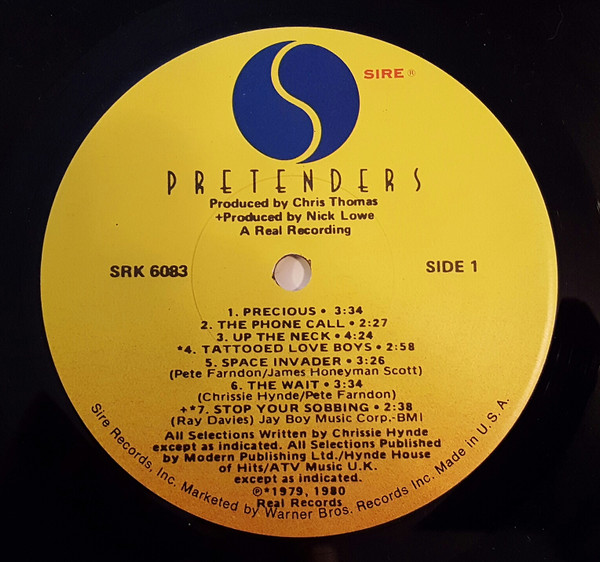 SIRE ®
PRETENDERS
Produced by Chris Thomas
+Produced by Nick Lowe
A Real Recording
SRK 6083
SIDE 1
1. PRECIOUS • 3:34
2. THE PHONE CALL • 2:27
3. UP THE NECK • 4:24
*4. TATTOOED LOVE BOYS • 2:58
5. SPACE INVADER • 3:26
(Pete Farndon/James Honeyman Scott)
6. THE WAIT • 3:34
(Chrissie Hynde/Pete Farndon)
+*7. STOP YOUR SOBBING • 2:38
(Ray Davies) Jay Boy Music Corp.-BMI
All Selections Written by Chrissie Hynde
except as indicated. All Selections Published
by Modern Publishing Ltd./Hynde House
of Hits/ATV Music U.K.
except as indicated.
℗*1979, 1980
Real Records
Sire Records, Inc. Marketed by Warner Bros. Records Inc. Made in U.S.A.